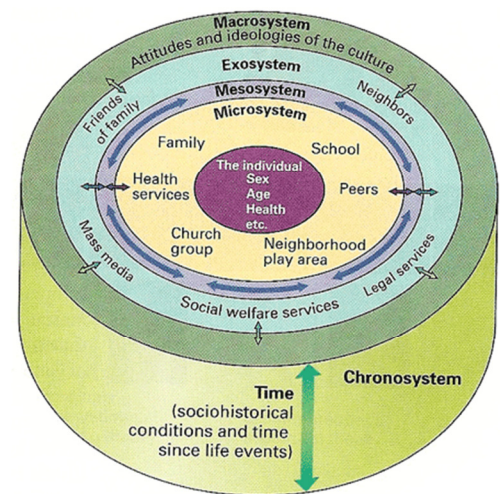 Macrosystem
Attitudes and ideologies of the culture
Exosystem
Mesosystem
Microsystem
Friends
of family
Neighbors
Family
School
The individual
Sex
Age
Health
etc.
Health
services
Peers
Church
group
Neighborhood
play area
Mass media
Legal services
Social welfare services
Time
(sociohistorical
conditions and time
since life events)
Chronosystem